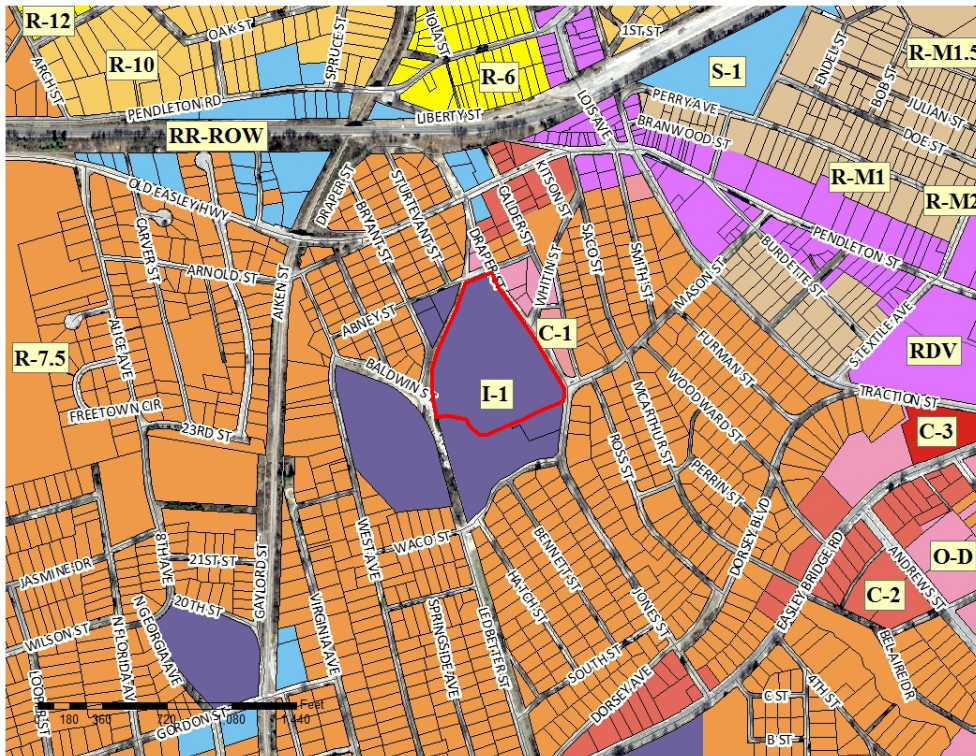 R-12
OAK ST
IOLA ST
1ST ST
R-10
SPRUCE ST
R-6
S-1
ENDEL ST
R-M1.5
ARCH ST
BOB ST
PENDLETON RD
LIBERTY ST
LOIS AVE
PERRY AVE
JULIAN ST
RR-ROW
BRANWOOD ST
DOE ST
OLD EASLEY HWY
DRAPER ST
STURTEVANT ST
BRYANT ST
KITSON ST
CALDER ST
R-M1
R-M2
CARVER ST
ARNOLD ST
AIKEN ST
DRAPER ST
WHITIN ST
SACO ST
SMITH ST
MASON ST
PENDLETON ST
BURDETTE ST
ABNEY ST
C-1
ALICE AVE
R-7.5
BALDWIN ST
I-1
FURMAN ST
S TEXTILE AVE
RDV
FREETOWN CIR
WOODWARD ST
TRACTION ST
23RD ST
MCARTHUR ST
ROSS ST
C-3
PERRIN ST
8TH AVE
WEST AVE
WACO ST
BENNETT ST
DORSEY BLVD
EASLEY BRIDGE RD
ANDREWS ST
O-D
JASMINE DR
21ST ST
GAYLORD ST
VIRGINIA AVE
HATCH ST
JONES ST
C-2
20TH ST
WILSON ST
N GEORGIA AVE
N FLORIDA AVE
SPRINGSIDE AVE
LEDBETTER ST
SOUTH ST
BELAIRE DR
LOOP ST
DORSEY AVE
C ST
4TH ST
Feet
180 360 720 1,080 1,440
GORDON ST
B ST